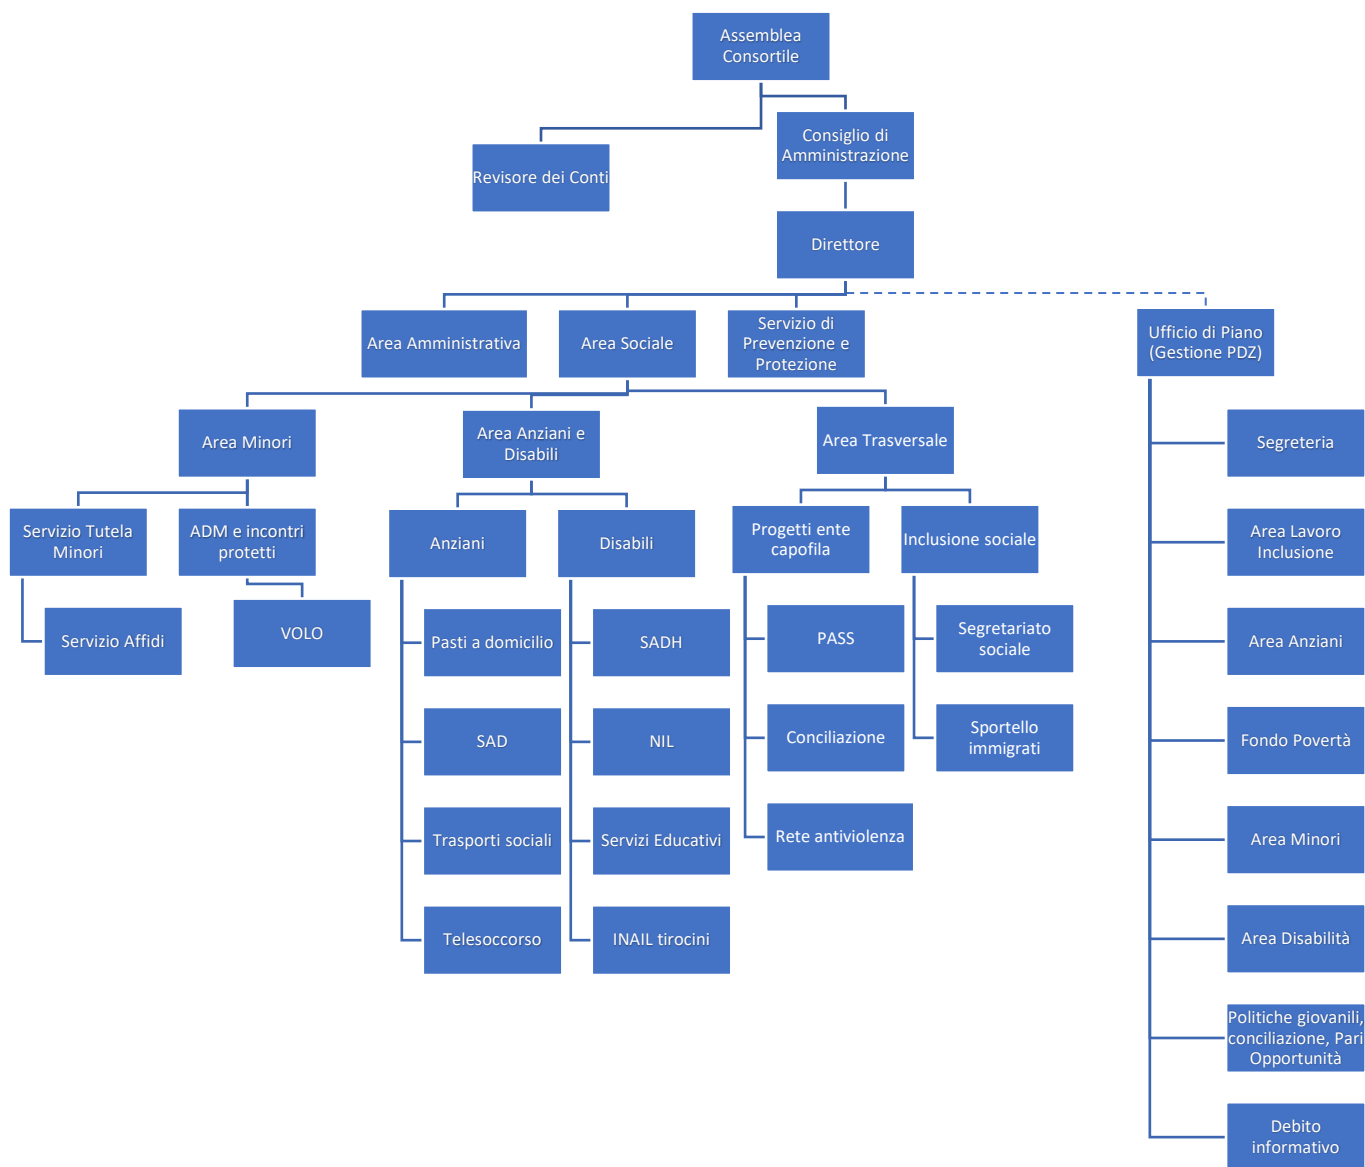 Assemblea
Consortile
Consiglio di
Amministrazione
Revisore dei Conti
Direttore
Area Amministrativa
Area Sociale
Servizio di
Prevenzione e
Protezione
Ufficio di Piano
(Gestione PDZ)
Area Minori
Area Anziani e
Disabili
Area Trasversale
Segreteria
Servizio Tutela
Minori
ADM e incontri
protetti
Anziani
Disabili
Progetti ente
capofila
Inclusione sociale
Area Lavoro
Inclusione
Servizio Affidi
VOLO
Pasti a domicilio
SADH
PASS
Segretariato
sociale
Area Anziani
SAD
NIL
Conciliazione
Sportello
immigrati
Fondo Povertà
Trasporti sociali
Servizi Educativi
Rete antiviolenza
Area Minori
Telesoccorso
INAIL tirocini
Area Disabilità
Politiche giovanili,
conciliazione, Pari
Opportunità
Debito
informativo